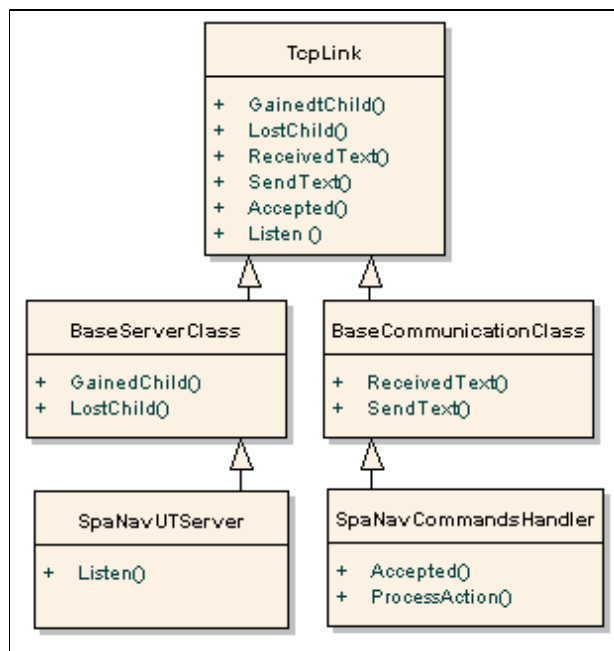 TcpLink
+ GainedtChild()
+ LostChild()
+ ReceivedText()
+ SendText()
+ Accepted()
+ Listen ()
BaseServerClass
+ GainedChild()
+ LostChild()
BaseCommunicationClass
+ ReceivedText()
+ SendText()
SpaNavUTServer
+ Listen()
SpaNavCommandsHandler
+ Accepted()
+ ProcessAction()